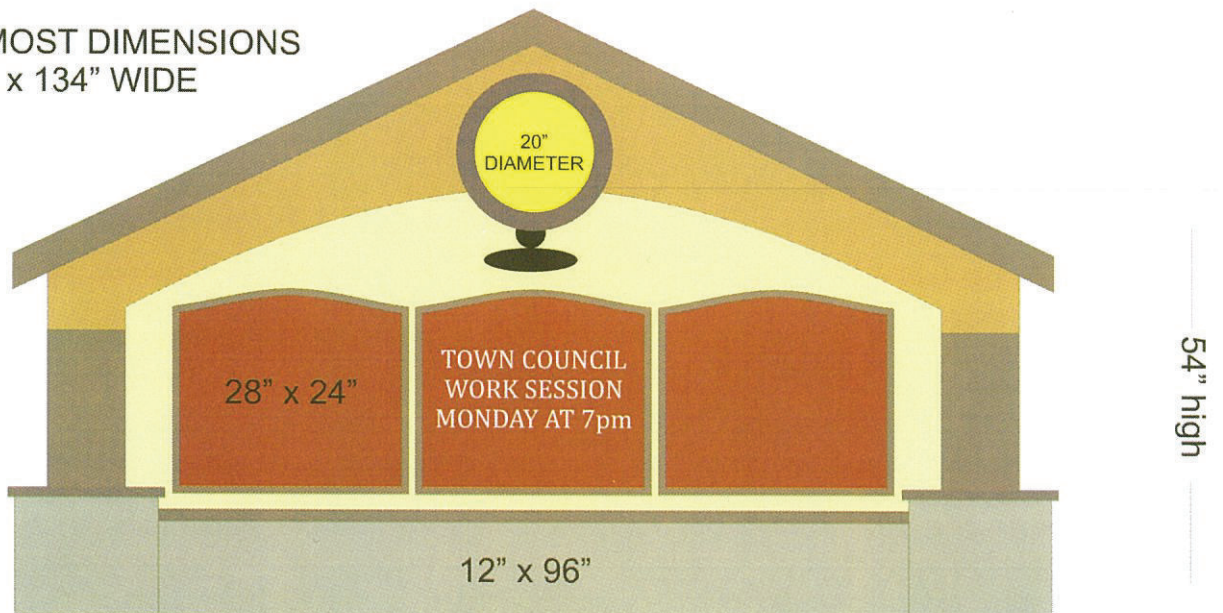 MOST DIMENSIONS
x 134” WIDE
20”
DIAMETER
28” x 24”
TOWN COUNCIL
WORK SESSION
MONDAY AT 7pm
54” high
12” x 96”